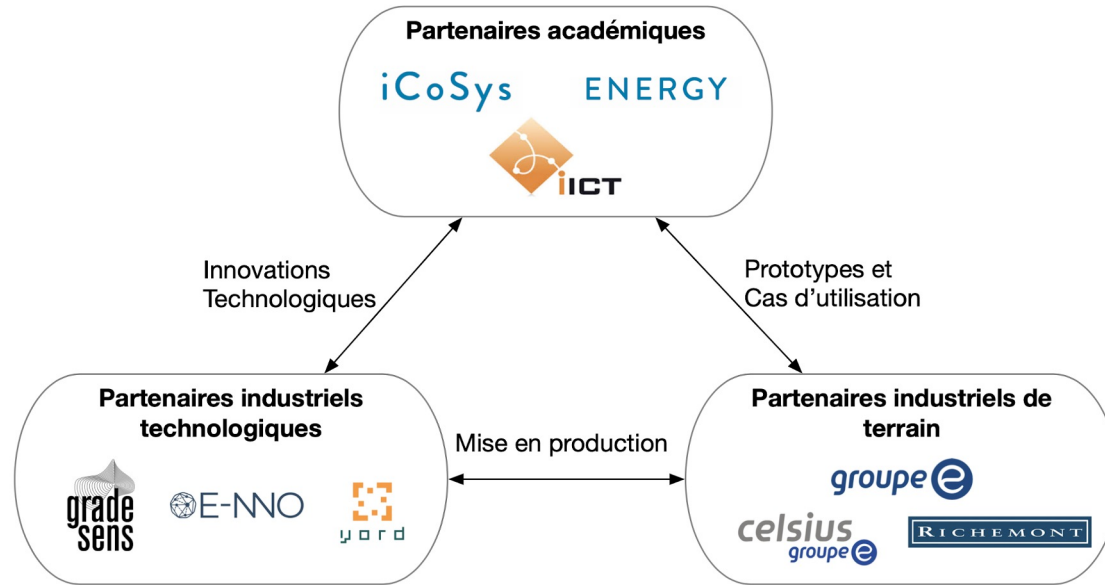 Partenaires académiques
iCoSys ENERGY
iICT
Innovations
Technologiques
Prototypes et
Cas d'utilisation
Partenaires industriels
technologiques
Mise en production
Partenaires industriels de
terrain
grade
sens
E-NNO
yord
groupe e
celsius
groupe e
RICHEMONT